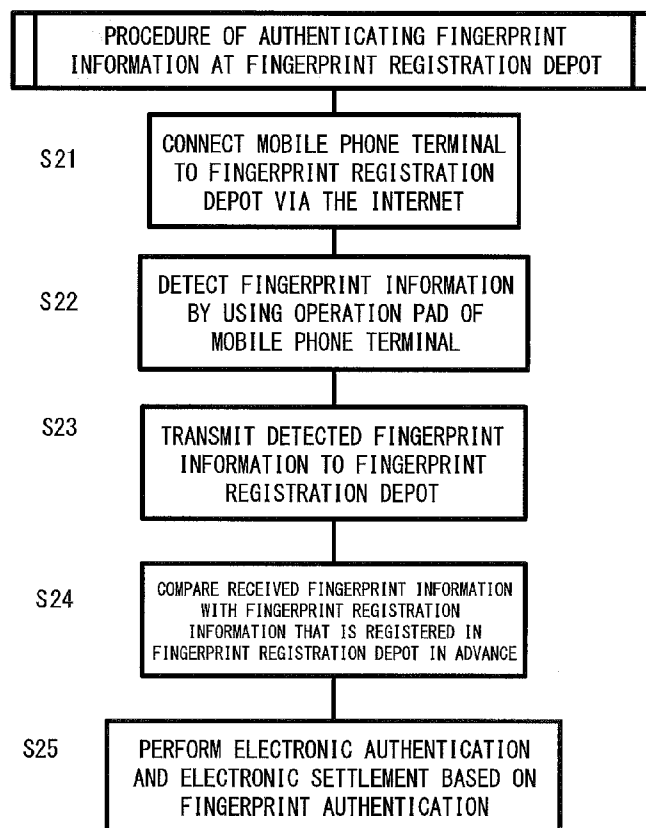 PROCEDURE OF AUTHENTICATING FINGERPRINT
INFORMATION AT FINGERPRINT REGISTRATION DEPOT
S21
CONNECT MOBILE PHONE TERMINAL
TO FINGERPRINT REGISTRATION
DEPOT VIA THE INTERNET
S22
DETECT FINGERPRINT INFORMATION
BY USING OPERATION PAD OF
MOBILE PHONE TERMINAL
S23
TRANSMIT DETECTED FINGERPRINT
INFORMATION TO FINGERPRINT
REGISTRATION DEPOT
S24
COMPARE RECEIVED FINGERPRINT INFORMATION
WITH FINGERPRINT REGISTRATION
INFORMATION THAT IS REGISTERED IN
FINGERPRINT REGISTRATION DEPOT IN ADVANCE
S25
PERFORM ELECTRONIC AUTHENTICATION
AND ELECTRONIC SETTLEMENT BASED ON
FINGERPRINT AUTHENTICATION